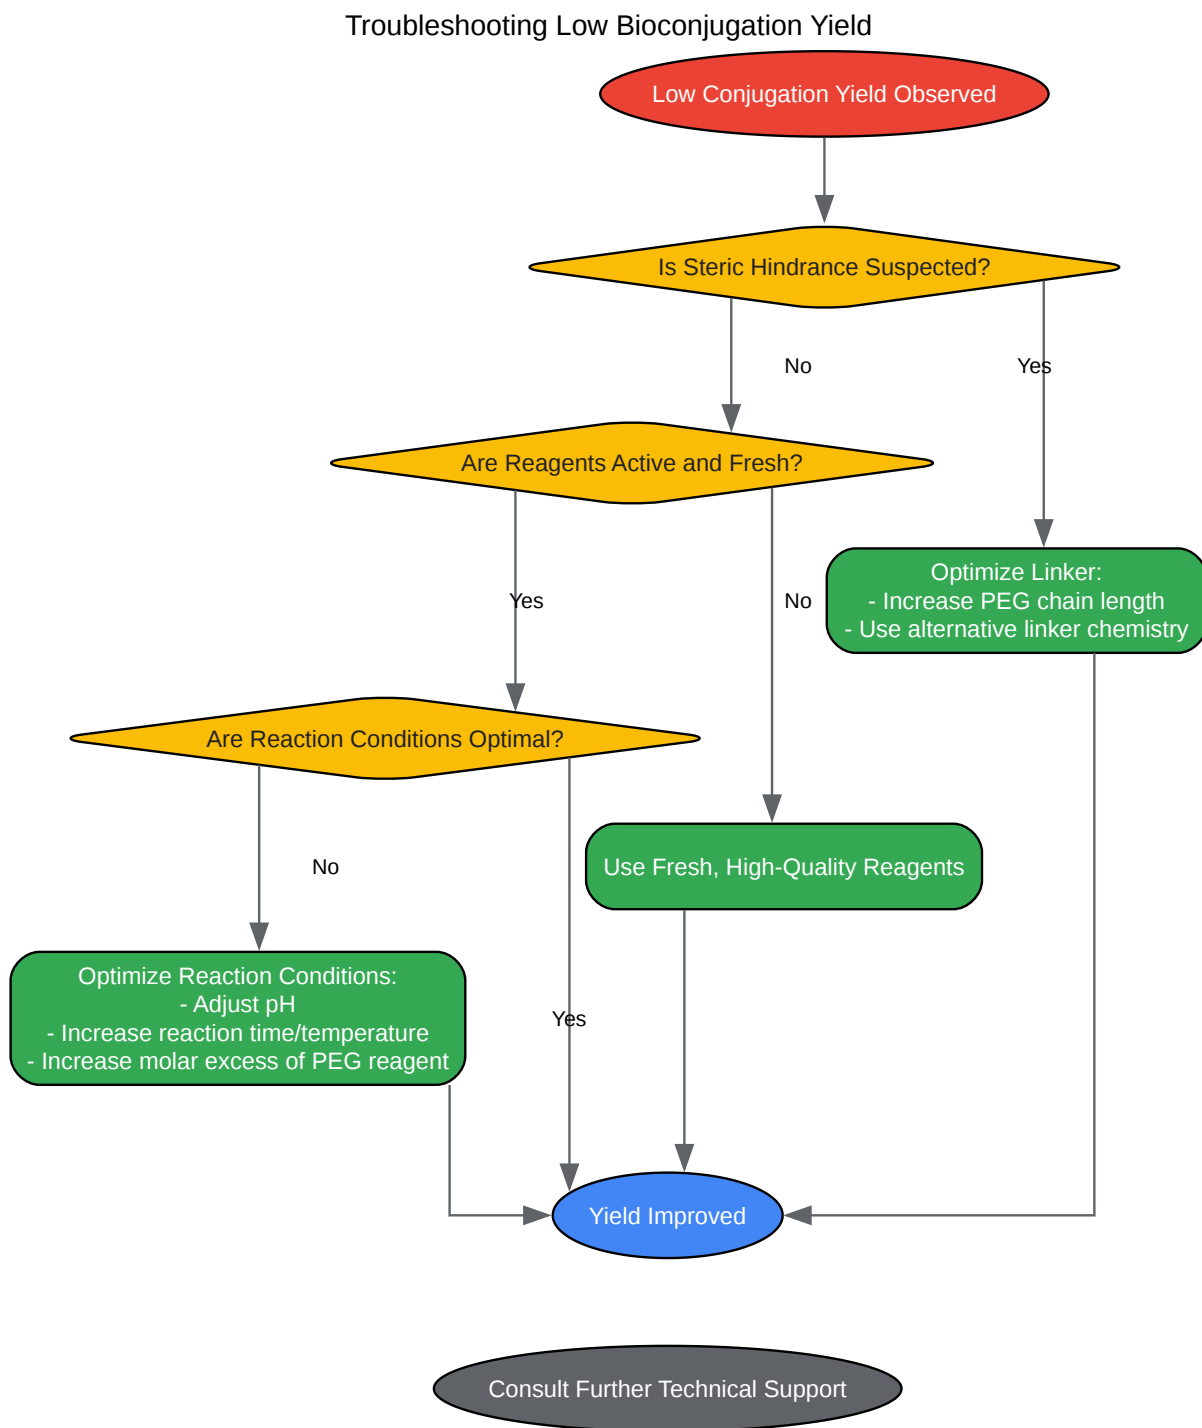 Troubleshooting Low Bioconjugation Yield
Low Conjugation Yield Observed
Is Steric Hindrance Suspected?
No
Yes
Are Reagents Active and Fresh?
Optimize Linker:
- Increase PEG chain length
- Use alternative linker chemistry
Yes
No
Are Reaction Conditions Optimal?
Use Fresh, High-Quality Reagents
No
Optimize Reaction Conditions:
- Adjust pH
- Increase reaction time/temperature
- Increase molar excess of PEG reagent
Yes
Yield Improved
Consult Further Technical Support